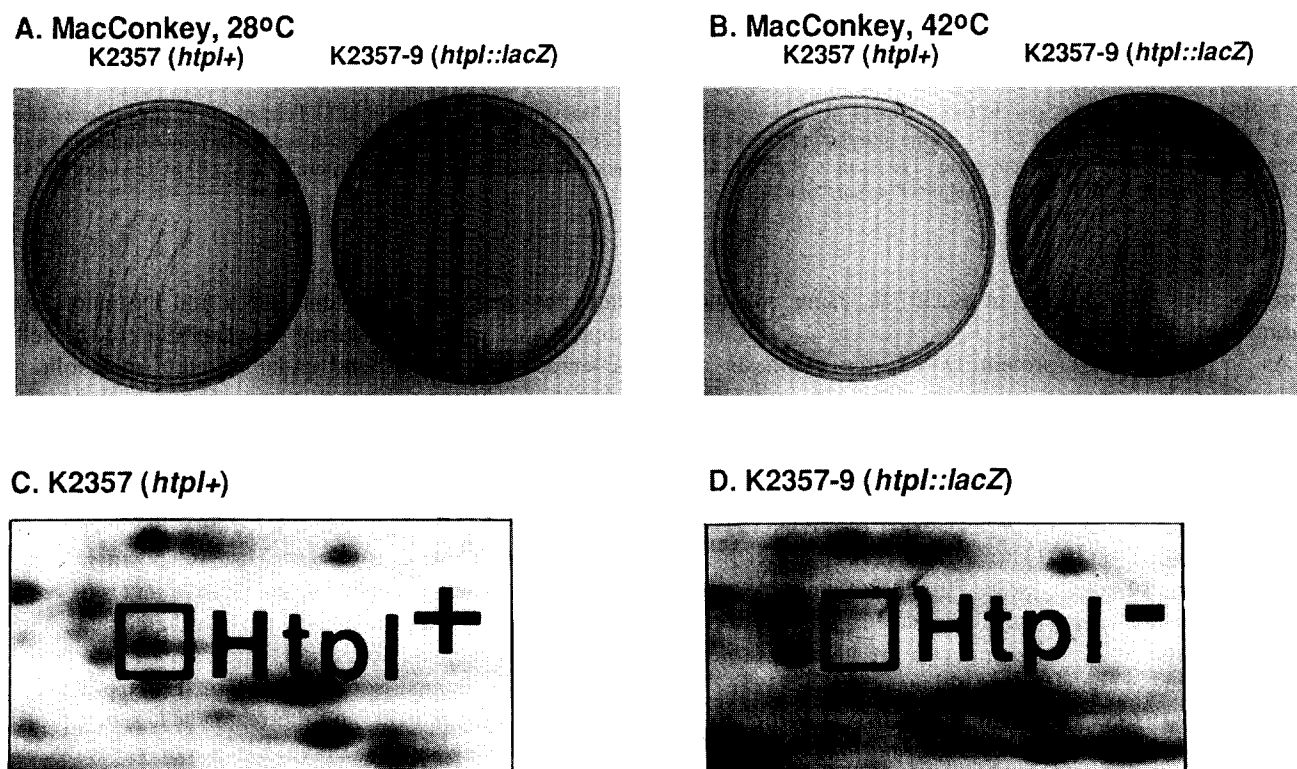 A. MacConkey, 28ºC
K2357 (htpl+) K2357-9 (htpl::lacZ)
B. MacConkey, 42ºC
K2357 (htpl+) K2357-9 (htpl::lacZ)
C. K2357 (htpl+)
Htpl+
D. K2357-9 (htpl::lacZ)
Htpl-